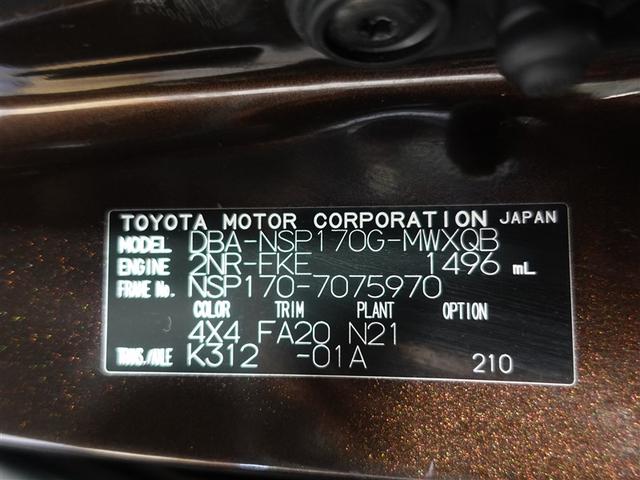 TOYOTA MOTOR CORPORATION JAPAN
MODEL DBA-NSP170G-MWXQB
ENGINE 2NR-FKE 1496 mL
FRAME No. NSP170-7075970
COLOR TRIM PLANT OPTION
4X4 FA20 N21
TRANS./AXLE K312 -01A 210